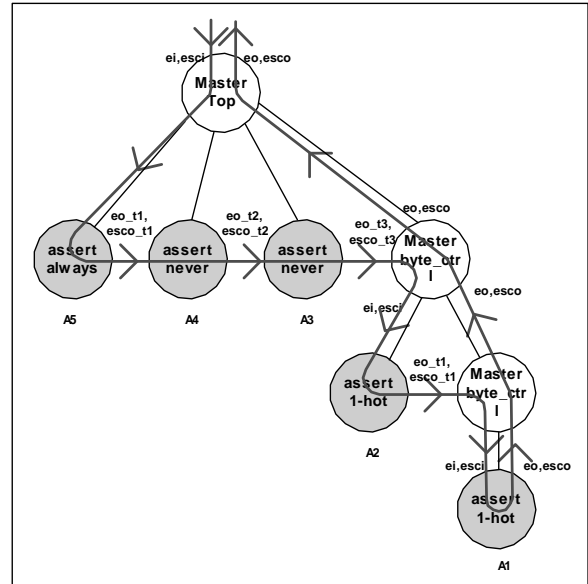 ei,esci
eo,esco
Master
Top
eo,esco
eo_t1,
esco_t1
eo_t2,
esco_t2
eo_t3,
esco_t3
assert
always
assert
never
assert
never
Master
byte_ctr
l
A5
A4
A3
ei,esci
eo,esco
eo_t1,
esco_t1
assert
1-hot
Master
byte_ctr
l
A2
ei,esci
eo,esco
assert
1-hot
A1